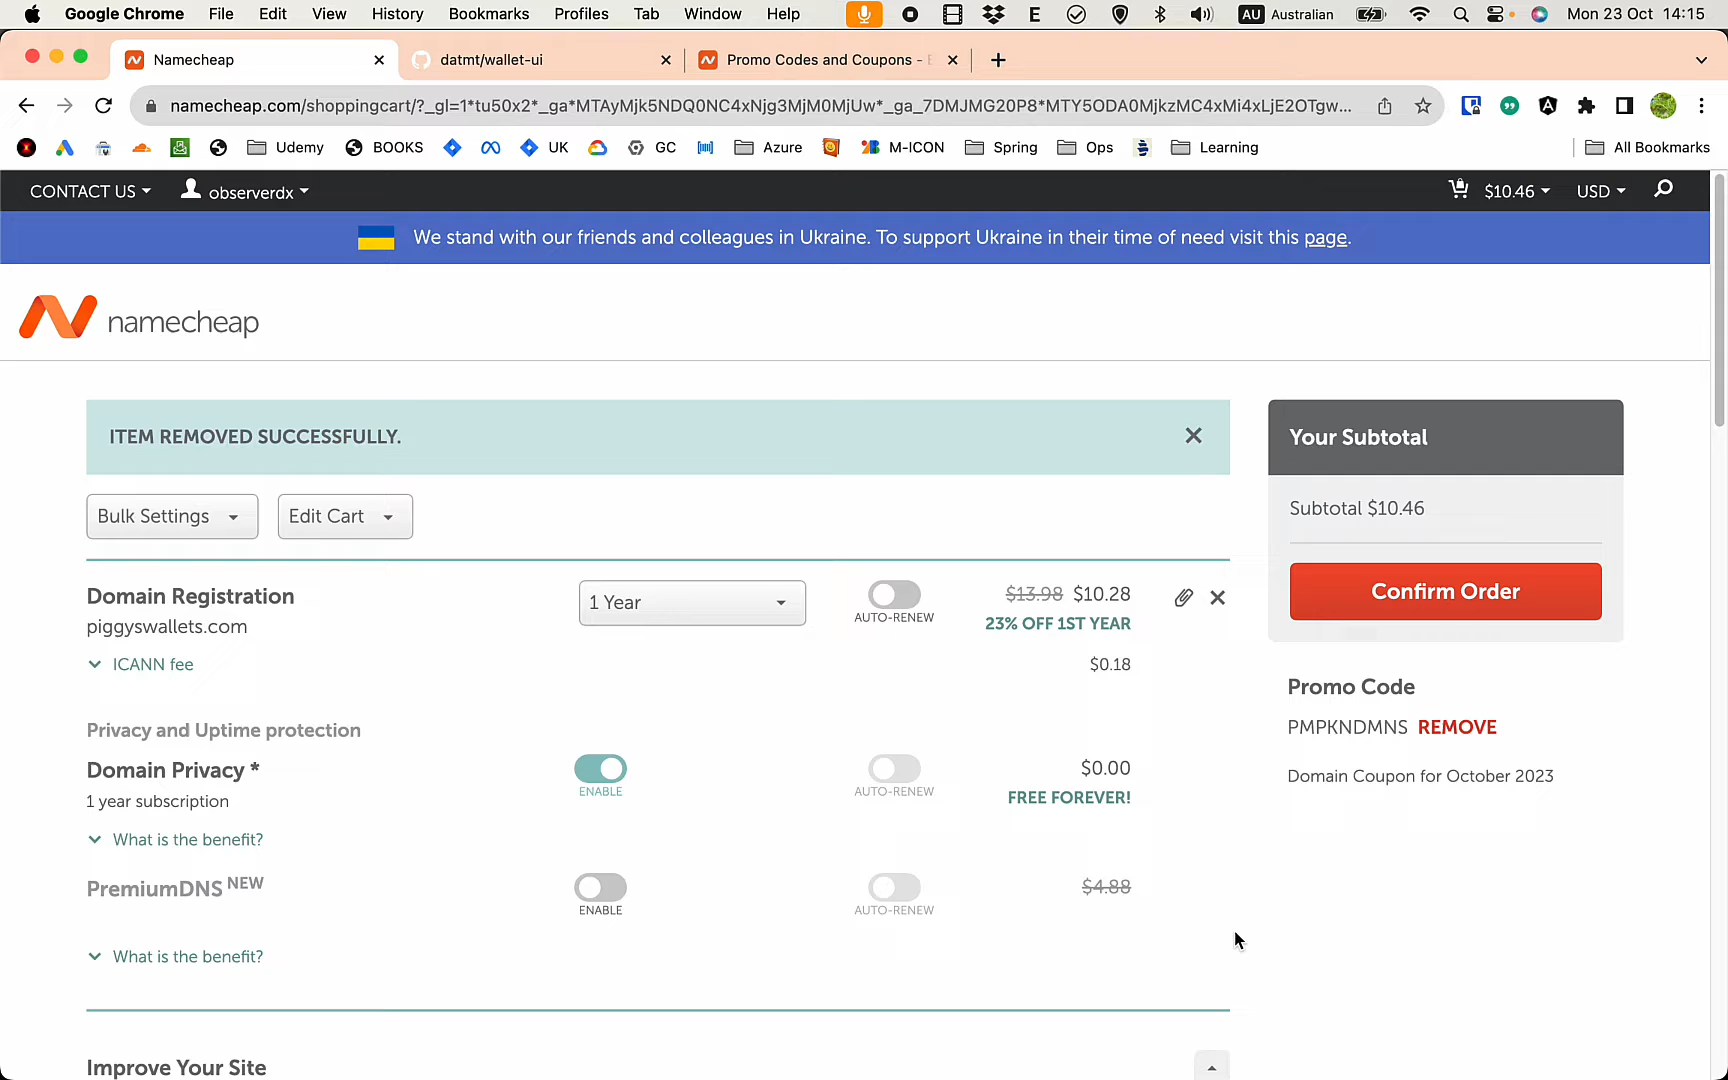 Google Chrome File Edit View History Bookmarks Profiles Tab Window Help E AU Australian Mon 23 Oct 14:15
Namecheap datmt/wallet-ui Promo Codes and Coupons -
namecheap.com/shoppingcart/?_gl=1*tu50x2*_ga*MTAyMjk5NDQ0NC4xNjg3MjM0MjUw*_ga_7DMJMG20P8*MTY5ODA0MjkzMC4xMi4xLjE2OTgw...
Udemy BOOKS UK GC Azure M-ICON Spring Ops Learning All Bookmarks
CONTACT US observerdx $10.46 USD
We stand with our friends and colleagues in Ukraine. To support Ukraine in their time of need visit this page.
namecheap
ITEM REMOVED SUCCESSFULLY.
Your Subtotal
Bulk Settings Edit Cart
Subtotal $10.46
Confirm Order
Domain Registration 1 Year $13.98 $10.28
piggyswallets.com AUTO-RENEW 23% OFF 1ST YEAR
ICANN fee $0.18
Promo Code
PMPKNDMNS REMOVE
Domain Coupon for October 2023
Privacy and Uptime protection
Domain Privacy * $0.00
1 year subscription ENABLE AUTO-RENEW FREE FOREVER!
What is the benefit?
PremiumDNS NEW $4.88
ENABLE AUTO-RENEW
What is the benefit?
Improve Your Site